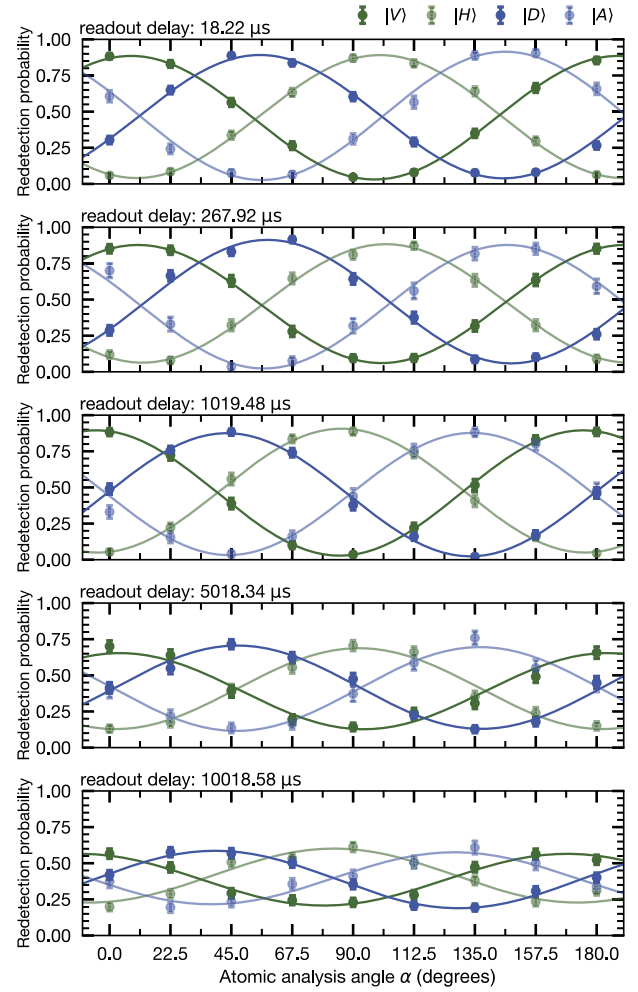 |V⟩ |H⟩ |D⟩ |A⟩
readout delay: 18.22 μs
Redetection probability
1.00
0.75
0.50
0.25
0.00
readout delay: 267.92 μs
Redetection probability
1.00
0.75
0.50
0.25
0.00
readout delay: 1019.48 μs
Redetection probability
1.00
0.75
0.50
0.25
0.00
readout delay: 5018.34 μs
Redetection probability
1.00
0.75
0.50
0.25
0.00
readout delay: 10018.58 μs
Redetection probability
1.00
0.75
0.50
0.25
0.00
0.0 22.5 45.0 67.5 90.0 112.5 135.0 157.5 180.0
Atomic analysis angle α (degrees)